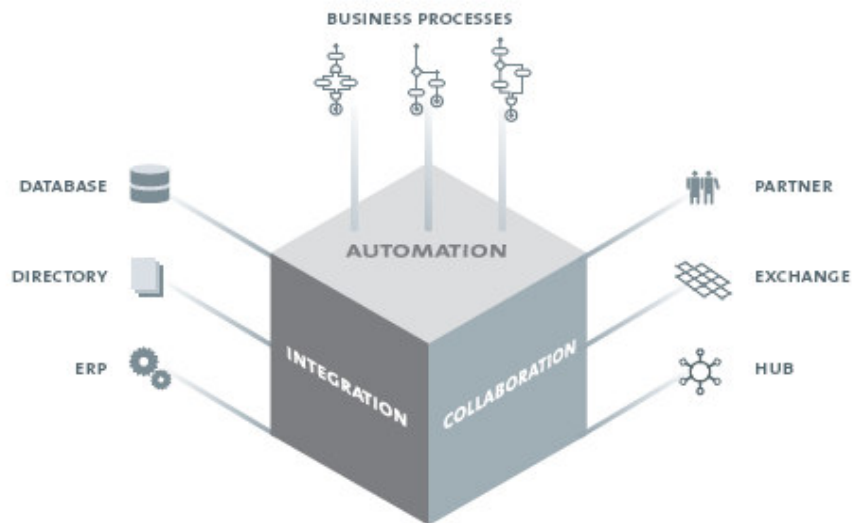 BUSINESS PROCESSES
DATABASE
PARTNER
AUTOMATION
DIRECTORY
EXCHANGE
INTEGRATION
COLLABORATION
ERP
HUB